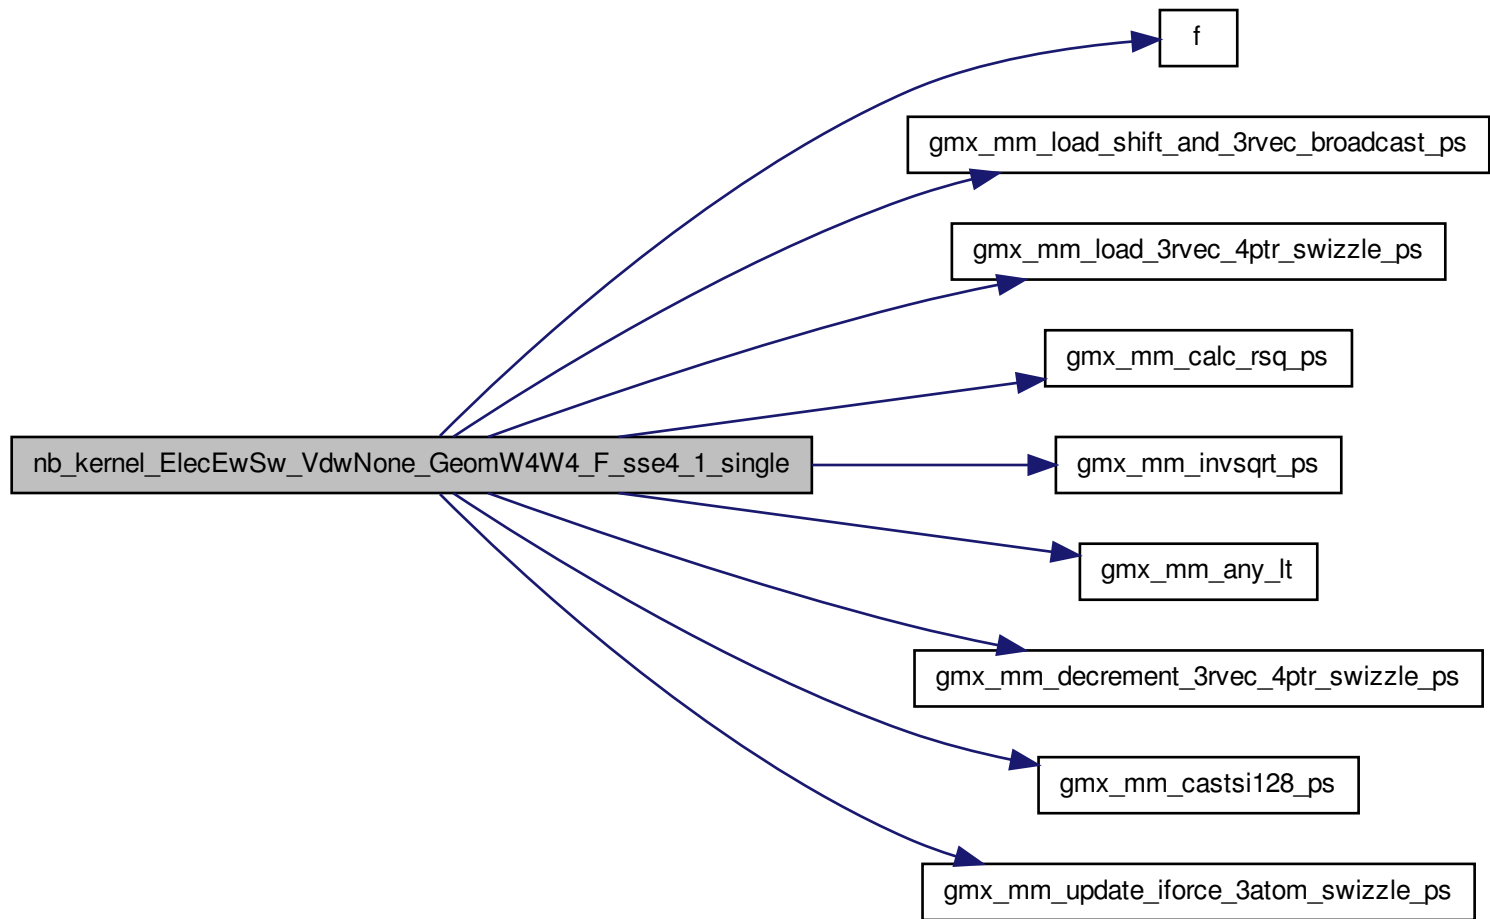 f
gmx_mm_load_shift_and_3rvec_broadcast_ps
gmx_mm_load_3rvec_4ptr_swizzle_ps
gmx_mm_calc_rsq_ps
nb_kernel_ElecEwSw_VdwNone_GeomW4W4_F_sse4_1_single
gmx_mm_invsqrt_ps
gmx_mm_any_lt
gmx_mm_decrement_3rvec_4ptr_swizzle_ps
gmx_mm_castsi128_ps
gmx_mm_update_iforce_3atom_swizzle_ps